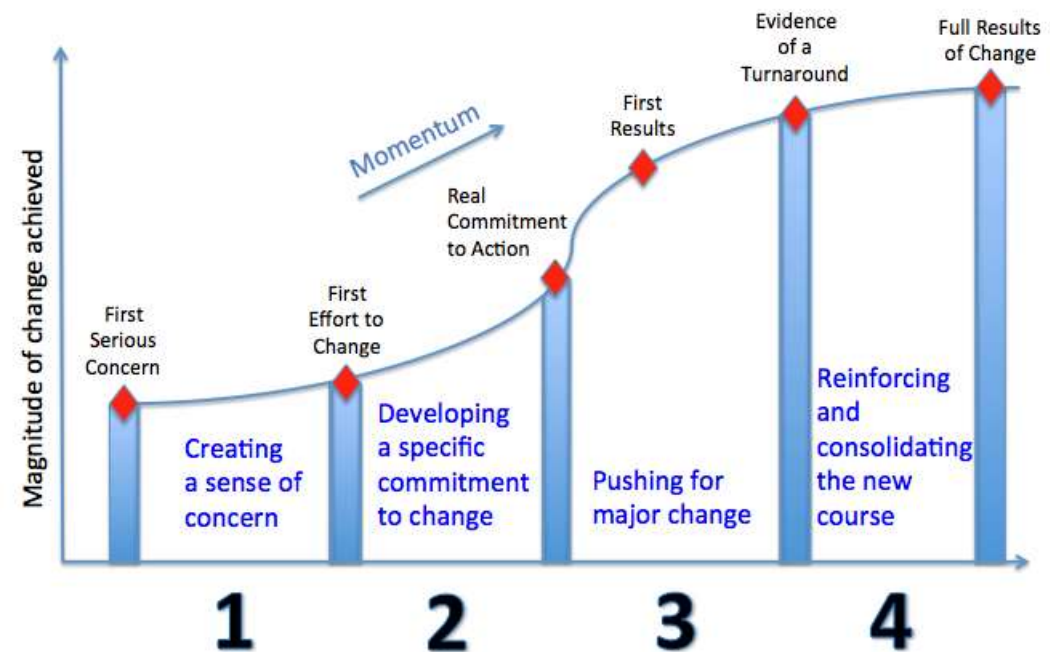 Magnitude of change achieved
First
Serious
Concern
First
Effort to
Change
Momentum
Real
Commitment
to Action
First
Results
Evidence
of a
Turnaround
Full Results
of Change
Creating
a sense of
concern
Developing
a specific
commitment
to change
Pushing for
major change
Reinforcing
and
consolidating
the new
course
1
2
3
4